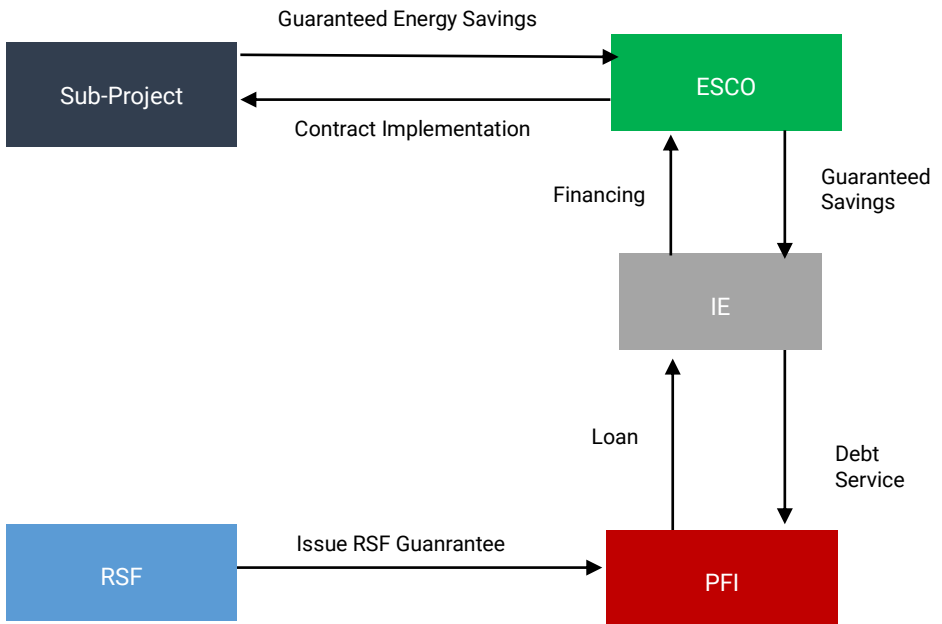 Guaranteed Energy Savings
Sub-Project
ESCO
Contract Implementation
Financing
Guaranteed
Savings
IE
Loan
Debt
Service
Issue RSF Guanrantee
RSF
PFI